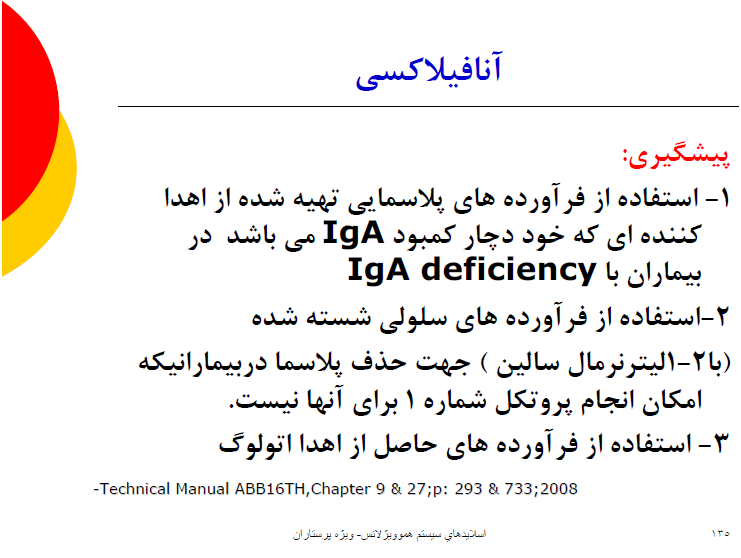 آنافیلاکسی
پیشگیری:
۱- استفاده از فرآورده های پلاسمایی تهیه شده از اهدا
کننده ای که خود دچار کمبود IgA می باشد در
بیماران با IgA deficiency
۲-استفاده از فرآورده های سلولی شسته شده
(با۲-۱لیترنرمال سالین ) جهت حذف پلاسما دربیمارانیکه
امکان انجام پروتکل شماره ۱ برای آنها نیست.
۳- استفاده از فرآورده های حاصل از اهدا اتولوگ
-Technical Manual ABB16TH,Chapter 9 & 27;p: 293 & 733;2008
اسلایدهاي سیستم هموویژلانس- ویژه پرستاران
۱۳۵